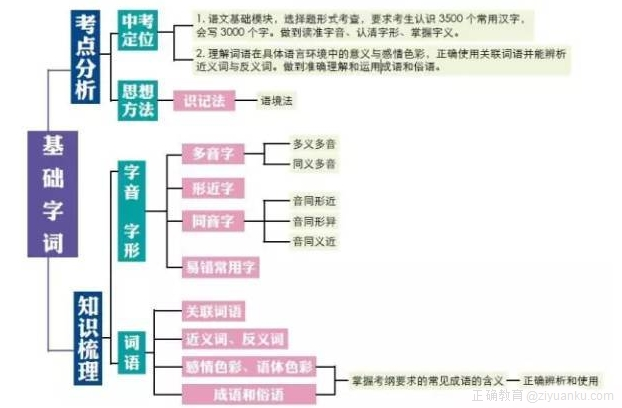 基础字词
考点分析
中考
定位
1. 语文基础模块，选择题形式考查，要求考生认识 3500 个常用汉字，
会写 3000 个字。做到读准字音、认清字形、掌握字义。
2. 理解词语在具体语言环境中的意义与感情色彩，正确使用关联词语并能辨析
近义词与反义词。做到准确理解和运用成语和俗语。
思想
方法
识记法
语境法
知识梳理
字音 字形
多音字
多义多音
同义多音
形近字
同音字
音同形近
音同形异
音同义近
易错常用字
词语
关联词语
近义词、反义词
感情色彩、语体色彩
成语和俗语
掌握考纲要求的常见成语的含义
正确辨析和使用
正确教育@ziyuanku.com